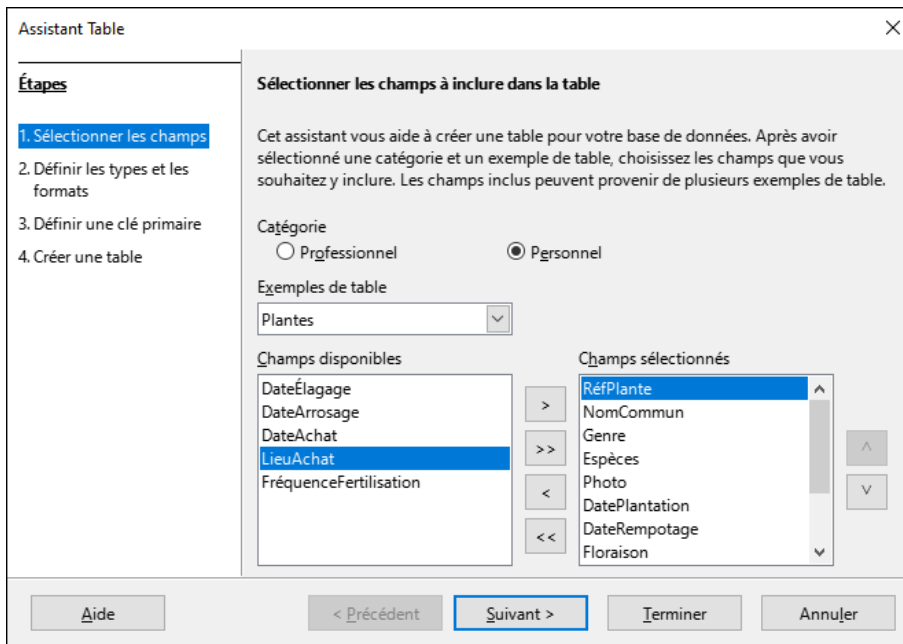 Assistant Table
Étapes
1. Sélectionner les champs
2. Définir les types et les
formats
3. Définir une clé primaire
4. Créer une table
Sélectionner les champs à inclure dans la table
Cet assistant vous aide à créer une table pour votre base de données. Après avoir
sélectionné une catégorie et un exemple de table, choisissez les champs que vous
souhaitez y inclure. Les champs inclus peuvent provenir de plusieurs exemples de table.
Catégorie
Professionnel
Personnel
Exemples de table
Plantes
Champs disponibles
DateÉlagage
DateArrosage
DateAchat
LieuAchat
FréquenceFertilisation
>
>>
<
<<
Champs sélectionnés
RéfPlante
NomCommun
Genre
Espèces
Photo
DatePlantation
DateRempotage
Floraison
Aide
< Précédent
Suivant >
Terminer
Annuler